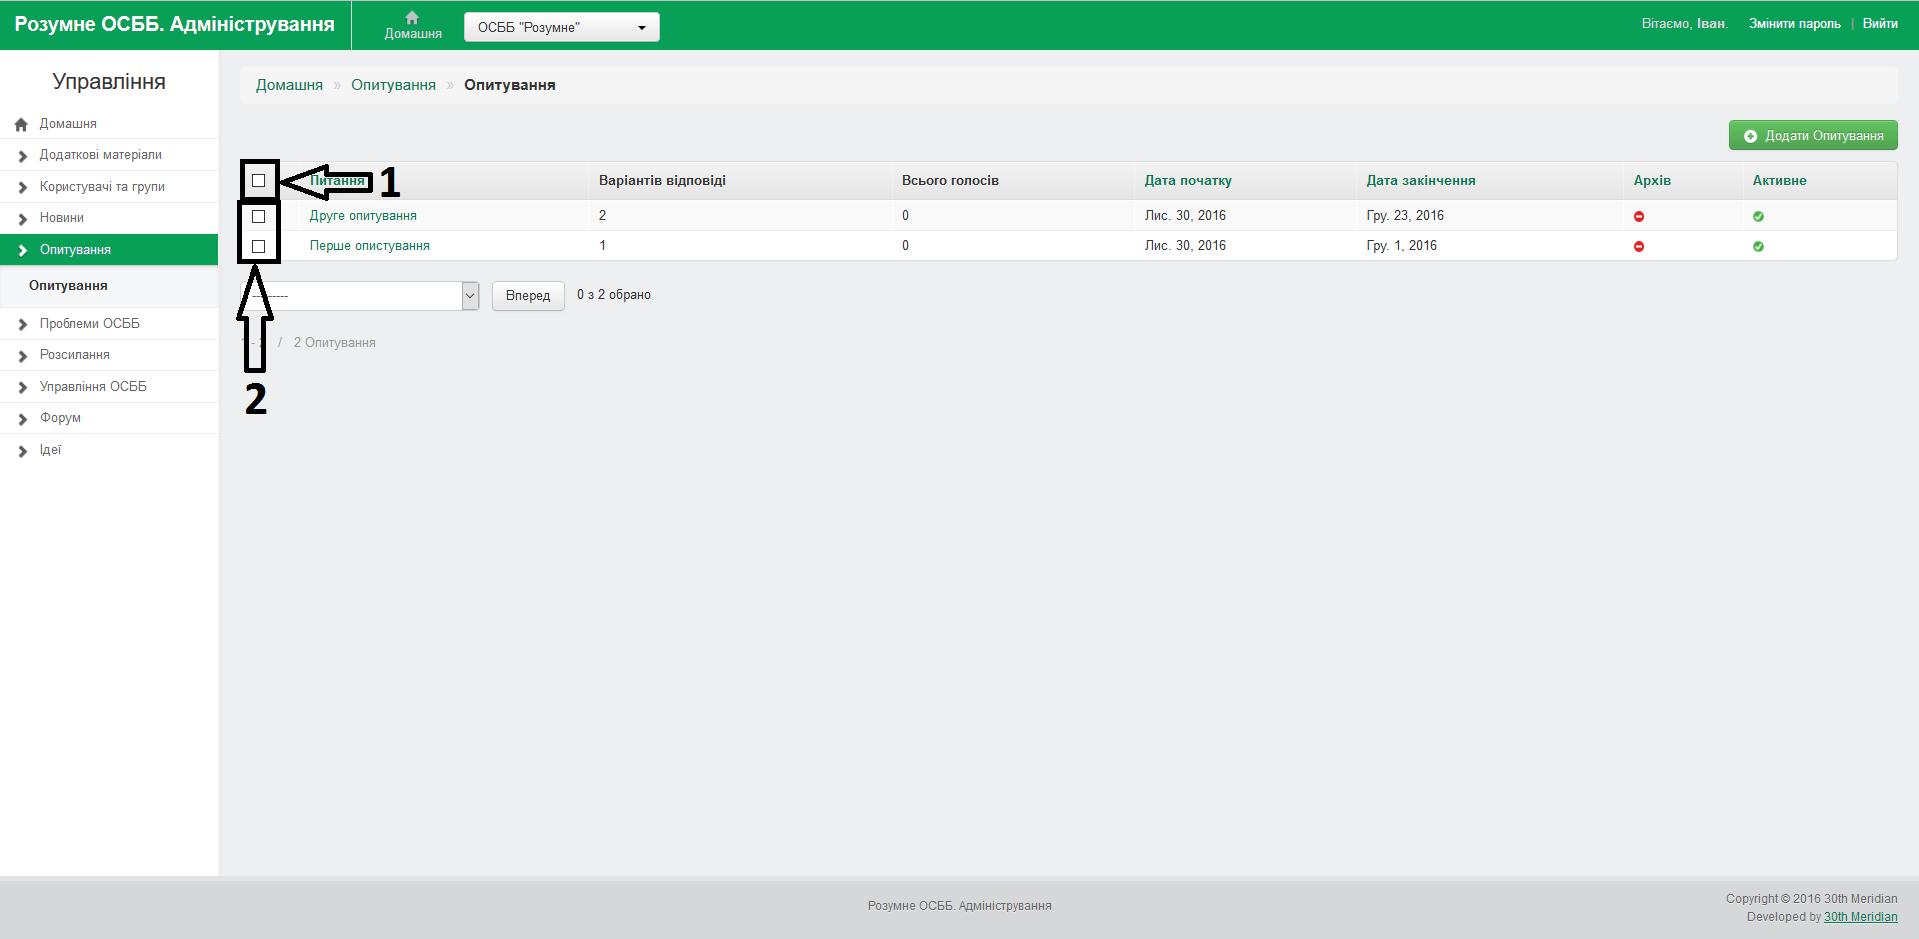 Розумне ОСББ. Адміністрування
Домашня
ОСББ "Розумне"
Вітаємо, Іван. Змінити пароль | Вийти
Управління
Домашня
Додаткові матеріали
Користувачі та групи
Новини
Опитування
Опитування
Проблеми ОСББ
Розсилання
Управління ОСББ
Форум
Ідеї
Домашня » Опитування » Опитування
Додати Опитування
Питання Варіантів відповіді Всього голосів Дата початку Дата закінчення Архів Активне
1
Друге опитування 2 0 Лис. 30, 2016 Гру. 23, 2016
Перше опистування 1 0 Лис. 30, 2016 Гру. 1, 2016
--------- Вперед 0 з 2 обрано
/ 2 Опитування
2
Розумне ОСББ. Адміністрування
Copyright © 2016 30th Meridian
Developed by 30th Meridian